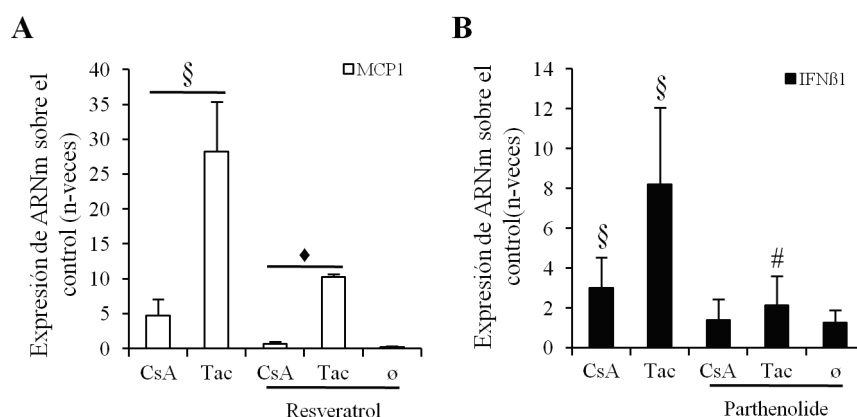 A
Expresión de ARNm sobre el
control (n-veces)
40
35
30
25
20
15
10
5
0
§
♦
MCP1
CsA Tac CsA Tac ø
Resveratrol
B
Expresión de ARNm sobre el
control(n-veces)
14
12
10
8
6
4
2
0
§
§
#
IFNß1
CsA Tac CsA Tac ø
Parthenolide